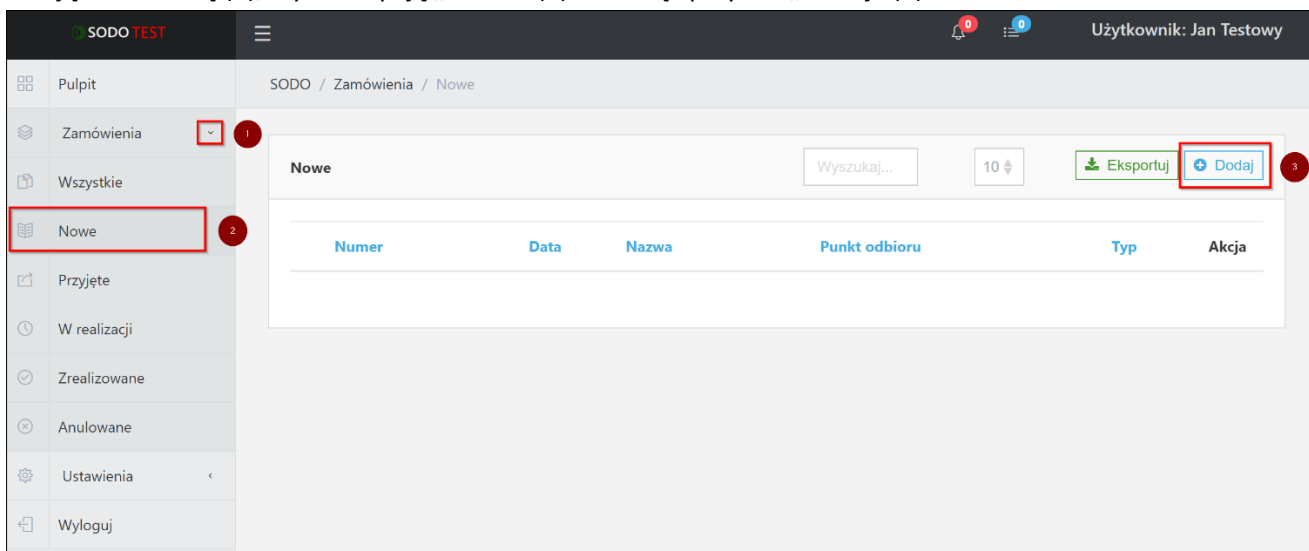 SODO TEST
0
0
Użytkownik: Jan Testowy
Pulpit
SODO / Zamówienia / Nowe
Zamówienia
1
Nowe
Wyszukaj...
10
Eksportuj
Dodaj
3
Wszystkie
Nowe
2
Numer
Data
Nazwa
Punkt odbioru
Typ
Akcja
Przyjęte
W realizacji
Zrealizowane
Anulowane
Ustawienia
Wyloguj